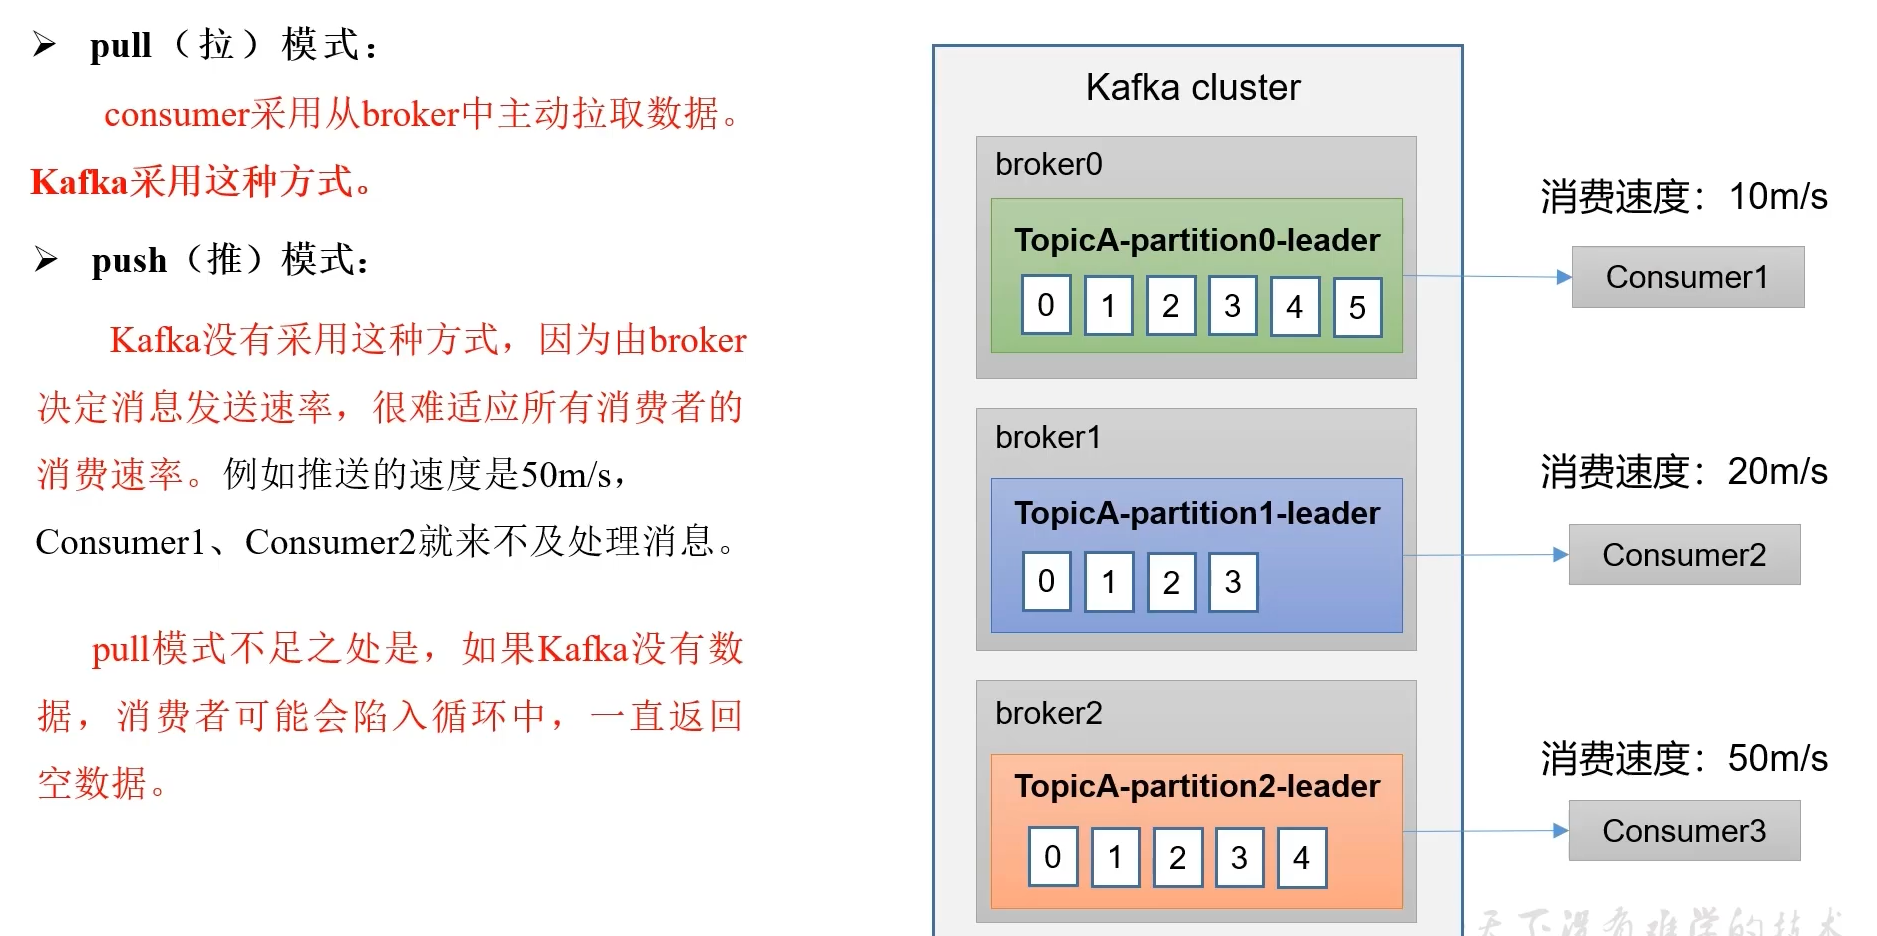 ➢ pull（拉）模式：
consumer采用从broker中主动拉取数据。
Kafka采用这种方式。
➢ push（推）模式：
Kafka没有采用这种方式，因为由broker
决定消息发送速率，很难适应所有消费者的
消费速率。例如推送的速度是50m/s，
Consumer1、Consumer2就来不及处理消息。
pull模式不足之处是，如果Kafka没有数
据，消费者可能会陷入循环中，一直返回
空数据。
Kafka cluster
broker0
TopicA-partition0-leader
0 1 2 3 4 5
消费速度：10m/s
Consumer1
broker1
TopicA-partition1-leader
0 1 2 3
消费速度：20m/s
Consumer2
broker2
TopicA-partition2-leader
0 1 2 3 4
消费速度：50m/s
Consumer3
天下没有难学的技术